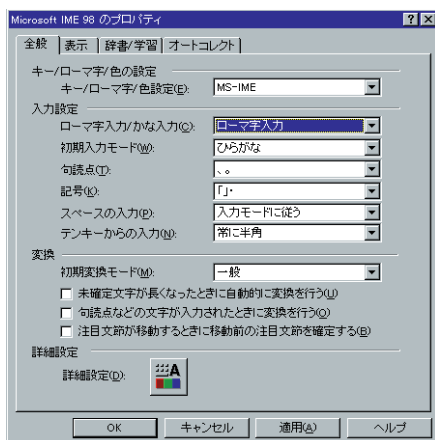 Microsoft IME 98 のプロパティ
全般 表示 辞書/学習 オートコレクト
キー/ローマ字/色の設定
キー/ローマ字/色設定(E): MS-IME
入力設定
ローマ字入力/かな入力(C): ローマ字入力
初期入力モード(W): ひらがな
句読点(T): 、。
記号(K): 「」・
スペースの入力(P): 入力モードに従う
テンキーからの入力(N): 常に半角
変換
初期変換モード(M): 一般
未確定文字が長くなったときに自動的に変換を行う(U)
句読点などの文字が入力されたときに変換を行う(O)
注目文節が移動するときに移動前の注目文節を確定する(B)
詳細設定
詳細設定(D): A
OK キャンセル 適用(A) ヘルプ